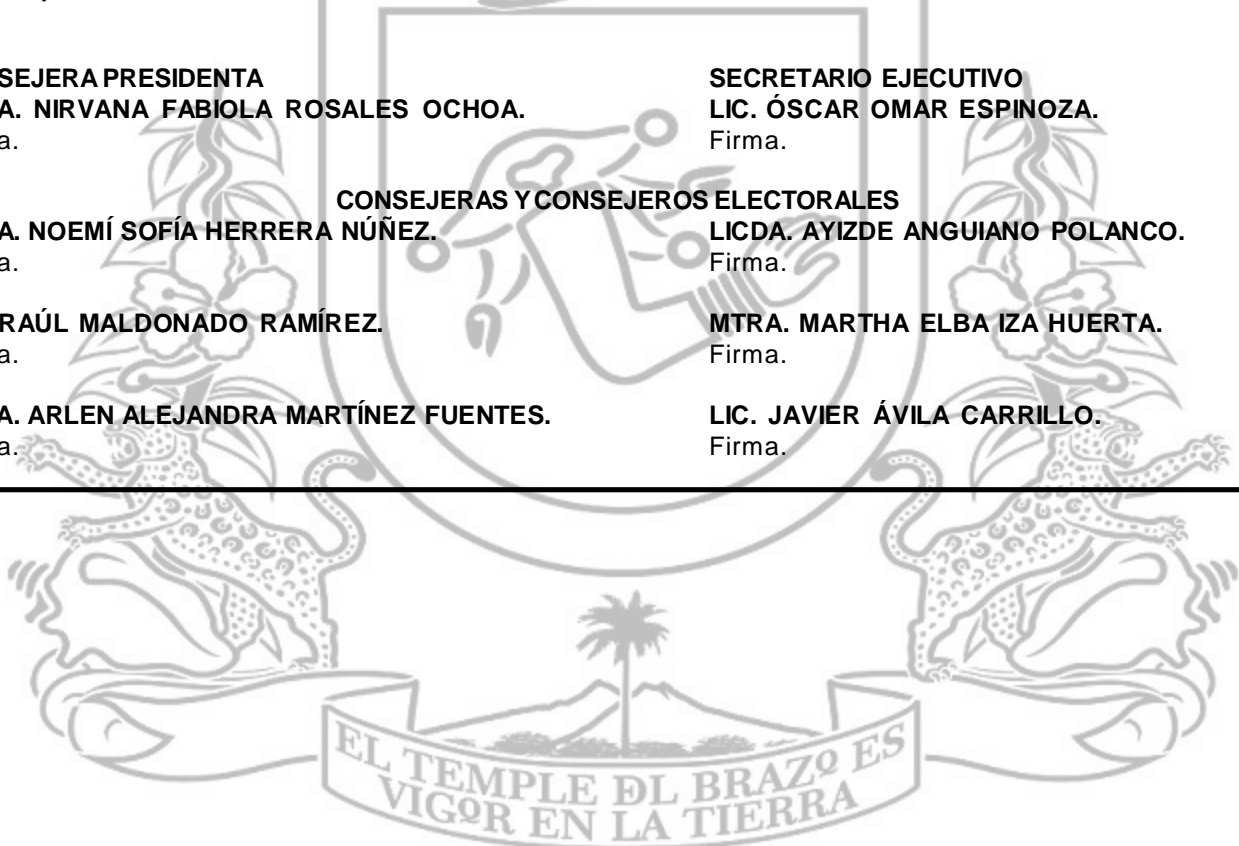 SEJERA PRESIDENTA SECRETARIO EJECUTIVO
A. NIRVANA FABIOLA ROSALES OCHOA. LIC. ÓSCAR OMAR ESPINOZA.
a. Firma.
CONSEJERAS Y CONSEJEROS ELECTORALES
A. NOEMÍ SOFÍA HERRERA NÚÑEZ. LICDA. AYIZDE ANGUIANO POLANCO.
a. Firma.
RAÚL MALDONADO RAMÍREZ. MTRA. MARTHA ELBA IZA HUERTA.
a. Firma.
A. ARLEN ALEJANDRA MARTÍNEZ FUENTES. LIC. JAVIER ÁVILA CARRILLO.
a. Firma.
EL TEMPLE DL BRAZO ES
VIGOR EN LA TIERRA